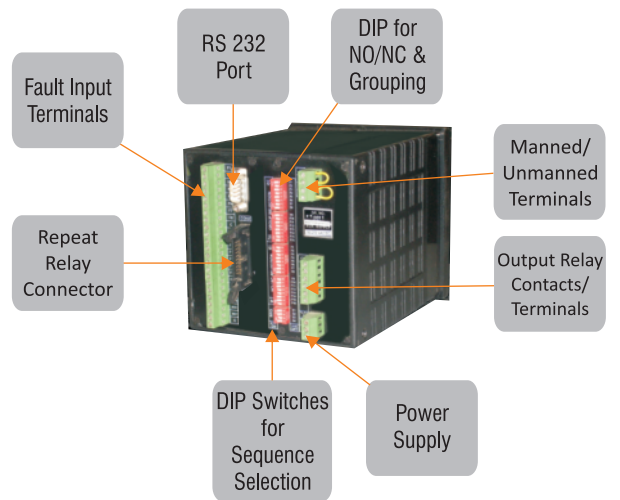 RS 232
Port
DIP for
NO/NC &
Grouping
Fault Input
Terminals
Manned/
Unmanned
Terminals
Repeat
Relay
Connector
Output Relay
Contacts/
Terminals
DIP Switches
for
Sequence
Selection
Power
Supply